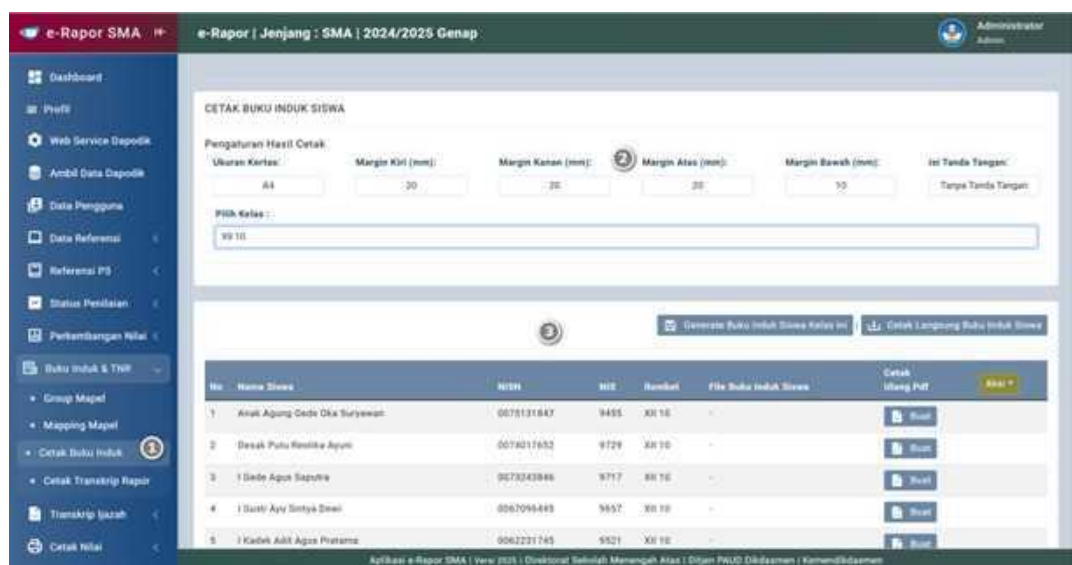 e-Rapor SMA
e-Rapor | Jenjang : SMA | 2024/2025 Genap
Administrator
Admin
Dashboard
Profil
Web Service Dapodik
Ambil Data Dapodik
Data Pengguna
Data Referensi
Referensi P5
Status Penilaian
Perkembangan Nilai
Buku Induk & TNR
Group Mapel
Mapping Mapel
Cetak Buku Induk
1
Cetak Transkrip Rapor
Transkrip Ijazah
Cetak Nilai
CETAK BUKU INDUK SISWA
Pengaturan Hasil Cetak
Ukuran Kertas: Margin Kiri (mm): Margin Kanan (mm): 2 Margin Atas (mm): Margin Bawah (mm): Isi Tanda Tangan:
A4 20 20 20 10 Tanpa Tanda Tangan
Pilih Kelas :
XII 10
3
Generate Buku Induk Siswa Kelas Ini | Cetak Langsung Buku Induk Siswa
No Nama Siswa NISN NIS Rombel File Buku Induk Siswa Cetak Ulang Pdf Aksi
1 Anak Agung Gede Oka Suryawan 0075131847 9455 XII 10 - Buat
2 Desak Putu Restika Ayuni 0074017652 9729 XII 10 - Buat
3 I Gede Agus Saputra 0073243846 9717 XII 10 - Buat
4 I Gusti Ayu Sintya Dewi 0067096445 9657 XII 10 - Buat
5 I Kadek Adit Agus Pratama 0062231745 9521 XII 10 - Buat
Aplikasi e-Rapor SMA | Versi 2025 | Direktorat Sekolah Menengah Atas | Ditjen PAUD Dikdasmen | Kemendikdasmen